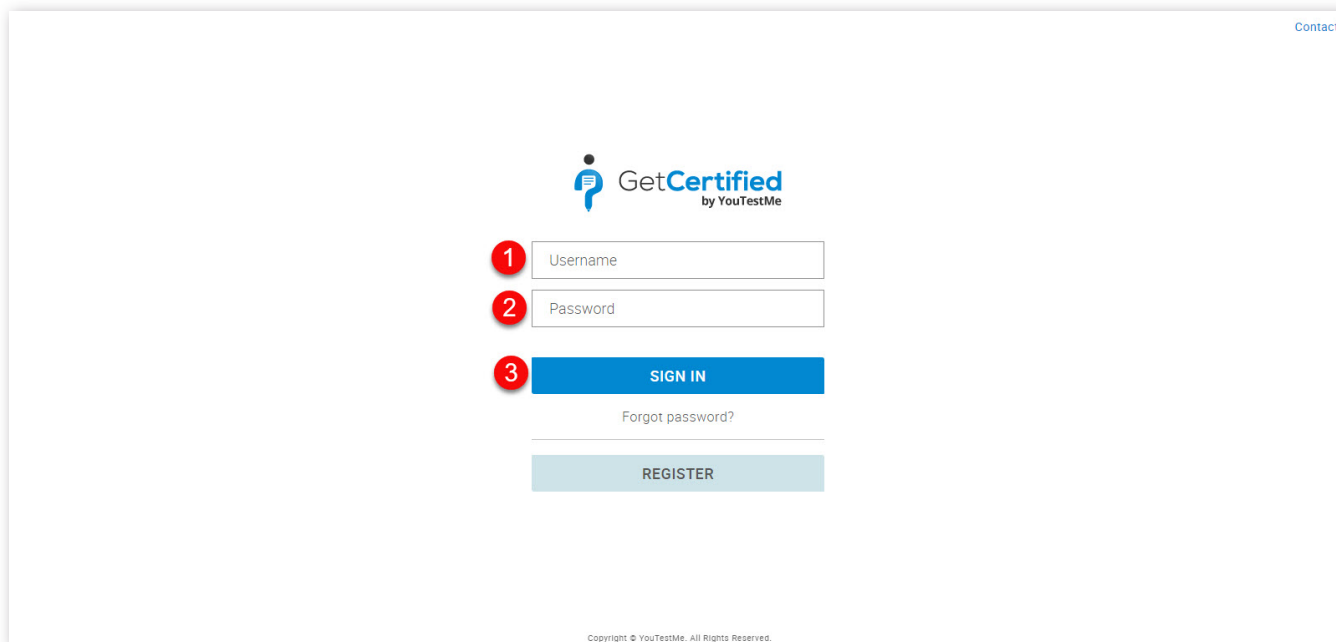 Contact
GetCertified
by YouTestMe
1 Username
2 Password
3 SIGN IN
Forgot password?
REGISTER
Copyright © YouTestMe. All Rights Reserved.